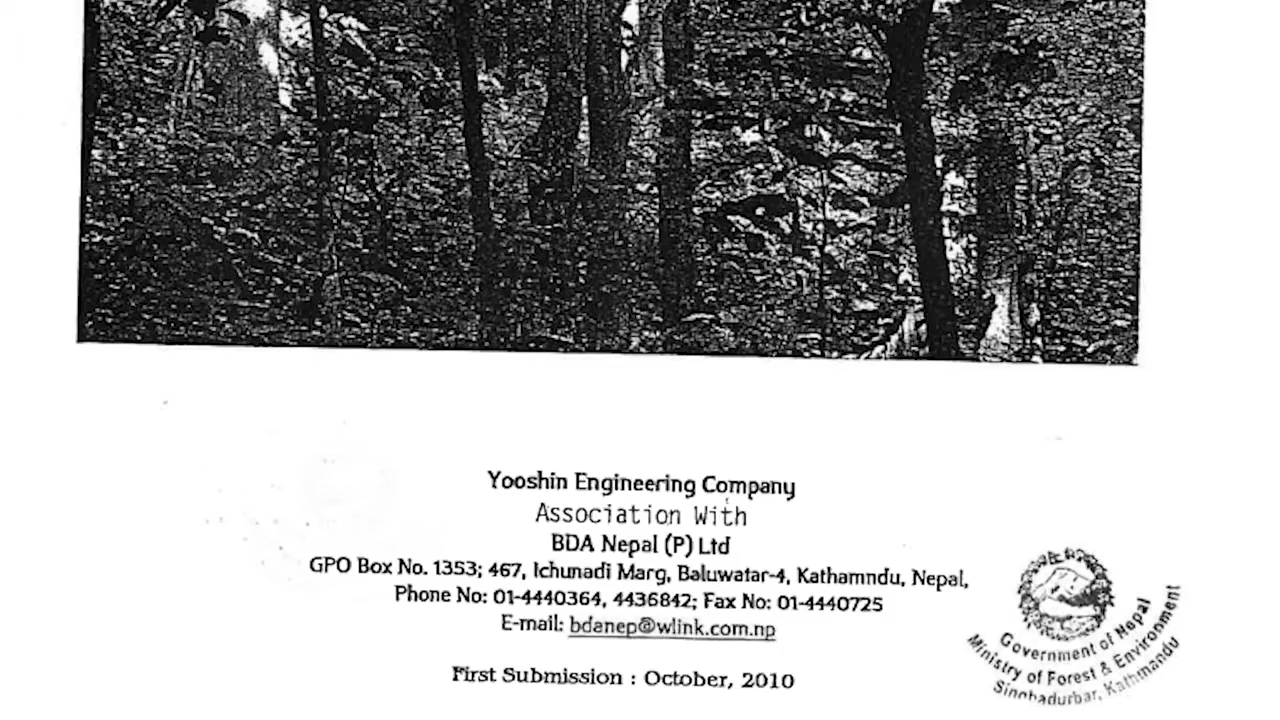 Yooshin Engineering Company
Association With
BDA Nepal (P) Ltd
GPO Box No. 1353; 467, Ichunadi Marg, Baluwatar-4, Kathamndu, Nepal,
Phone No: 01-4440364, 4436842; Fax No: 01-4440725
E-mail: bdanep@wlink.com.np
First Submission : October, 2010
Government of Nepal
Ministry of Forest & Environment
Singhadurbar, Kathmandu